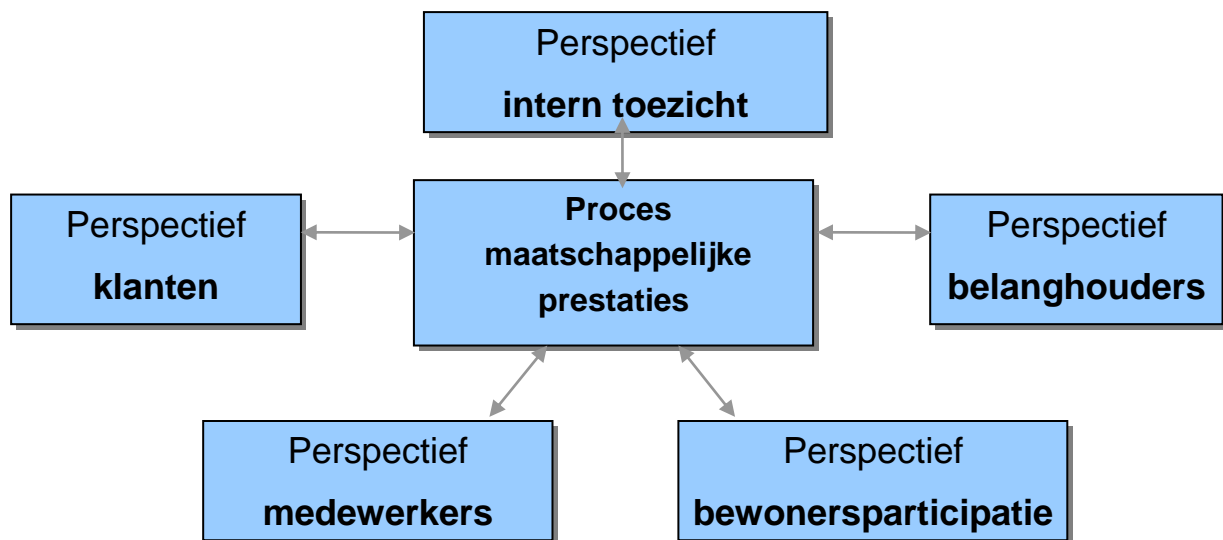 Perspectief
intern toezicht
Perspectief
klanten
Proces
maatschappelijke
prestaties
Perspectief
belanghouders
Perspectief
medewerkers
Perspectief
bewonersparticipatie